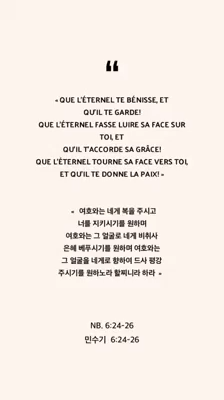 “
« QUE L'ÉTERNEL TE BÉNISSE, ET
QU'IL TE GARDE!
QUE L'ÉTERNEL FASSE LUIRE SA FACE SUR
TOI, ET
QU'IL T'ACCORDE SA GRÂCE!
QUE L'ÉTERNEL TOURNE SA FACE VERS TOI,
ET QU'IL TE DONNE LA PAIX! »
« 여호와는 네게 복을 주시고
너를 지키시기를 원하며
여호와는 그 얼굴로 네게 비취사
은혜 베푸시기를 원하며 여호와는
그 얼굴을 네게로 향하여 드사 평강
주시기를 원하노라 할찌니라 하라 »
NB. 6:24-26
민수기 6:24-26